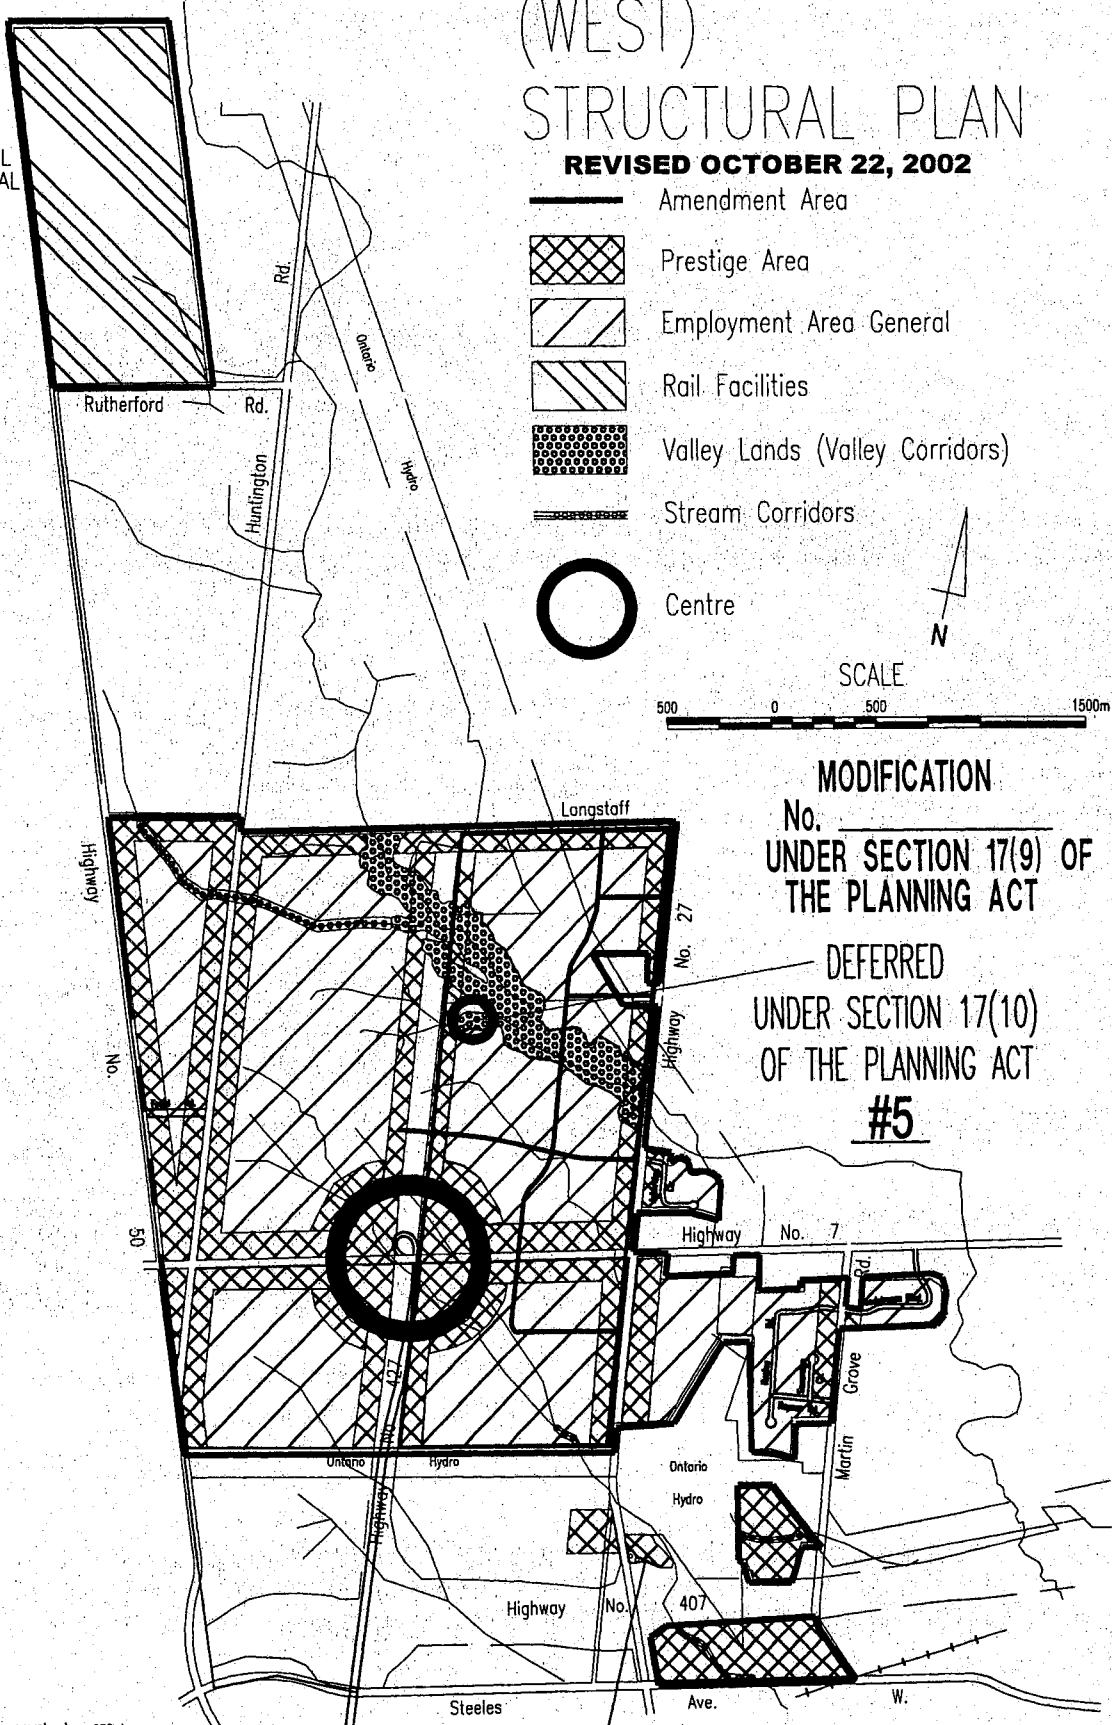 (WEST)
STRUCTURAL PLAN
REVISED OCTOBER 22, 2002
Amendment Area
Prestige Area
Employment Area General
Rail Facilities
Valley Lands (Valley Corridors)
Stream Corridors
Centre
N
SCALE
500 0 500 1500m
MODIFICATION
No.
UNDER SECTION 17(9) OF
THE PLANNING ACT
DEFERRED
UNDER SECTION 17(10)
OF THE PLANNING ACT
#5
L
AL
Rd.
Ontario
Hydro
Rutherford Rd.
Huntington
Langstaff
Highway
No.
50
Highway
No. 27
Highway No. 7
Rd.
Grove
Martin
Highway No. 427
Ontario Hydro
Ontario
Hydro
Highway No. 407
Steeles Ave. W.